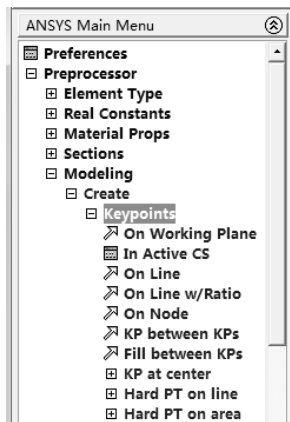 ANSYS Main Menu
Preferences
Preprocessor
Element Type
Real Constants
Material Props
Sections
Modeling
Create
Keypoints
On Working Plane
In Active CS
On Line
On Line w/Ratio
On Node
KP between KPs
Fill between KPs
KP at center
Hard PT on line
Hard PT on area